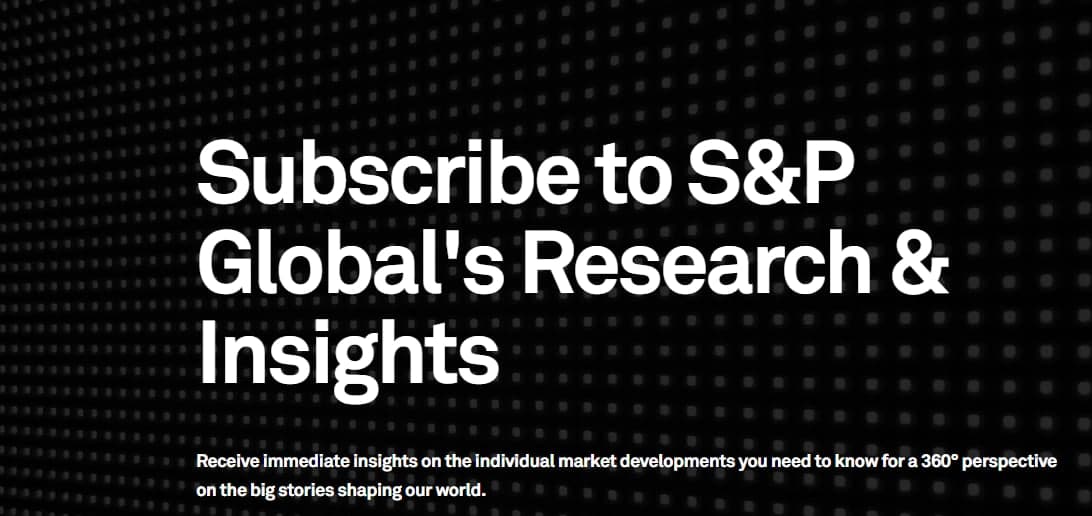 Subscribe to S&P
Global's Research &
Insights
Receive immediate insights on the individual market developments you need to know for a 360° perspective
on the big stories shaping our world.